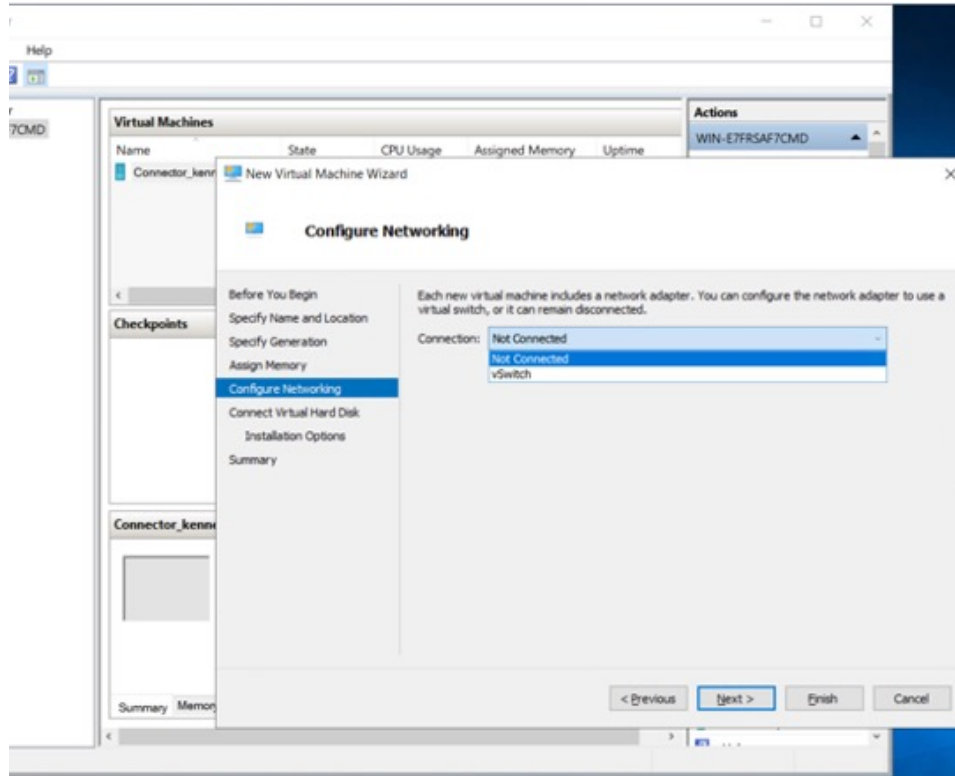 Help
7CMD
Virtual Machines
Name State CPU Usage Assigned Memory Uptime
Connector_kenn
Actions
WIN-E7FRSAF7CMD
New Virtual Machine Wizard
Configure Networking
Before You Begin
Specify Name and Location
Specify Generation
Assign Memory
Configure Networking
Connect Virtual Hard Disk
Installation Options
Summary
Each new virtual machine includes a network adapter. You can configure the network adapter to use a
virtual switch, or it can remain disconnected.
Connection: Not Connected
Not Connected
vSwitch
Checkpoints
Connector_kenne
Summary Memory
< Previous Next > Finish Cancel